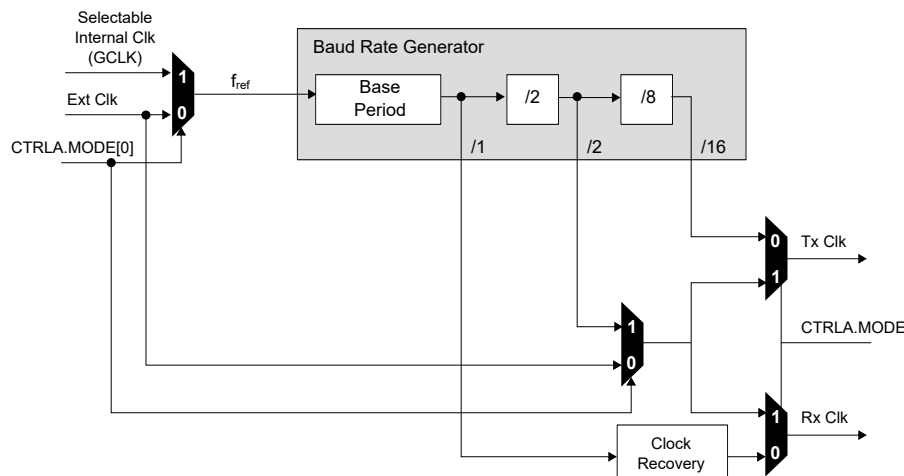 Selectable
Internal Clk
(GCLK)
Baud Rate Generator
1
fref
Base
Period
/2
/8
Ext Clk
0
CTRLA.MODE[0]
/1
/2
/16
0
Tx Clk
1
1
CTRLA.MODE
0
1
Rx Clk
Clock
Recovery
0